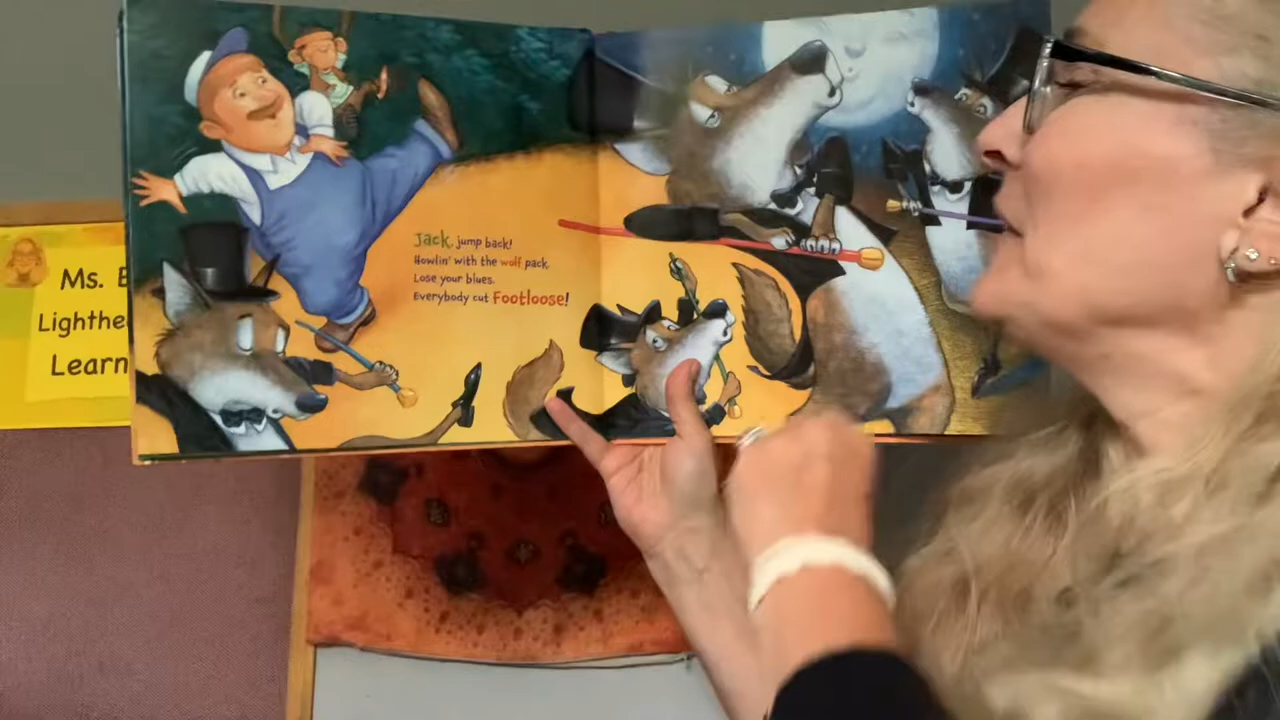 Ms.
Lighthe
Learn
Jack, jump back!
Howlin' with the wolf pack.
Lose your blues.
Everybody cut Footloose!